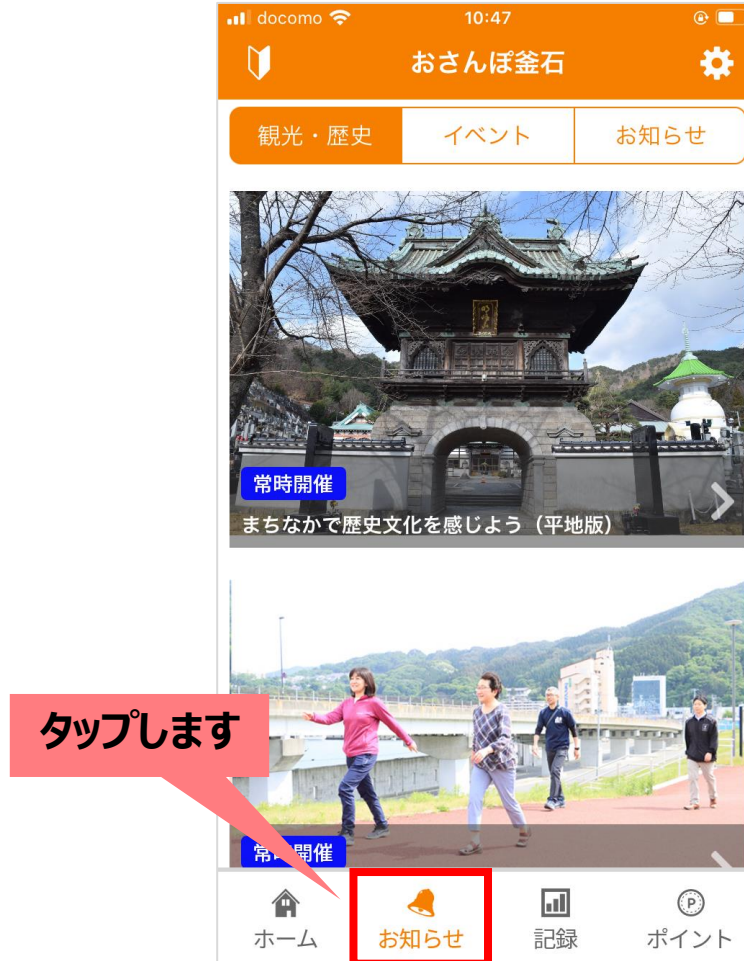 docomo 10:47
おさんぽ釜石
観光・歴史 イベント お知らせ
常時開催
まちなかで歴史文化を感じよう（平地版）
タップします
常時開催
ホーム お知らせ 記録 P ポイント